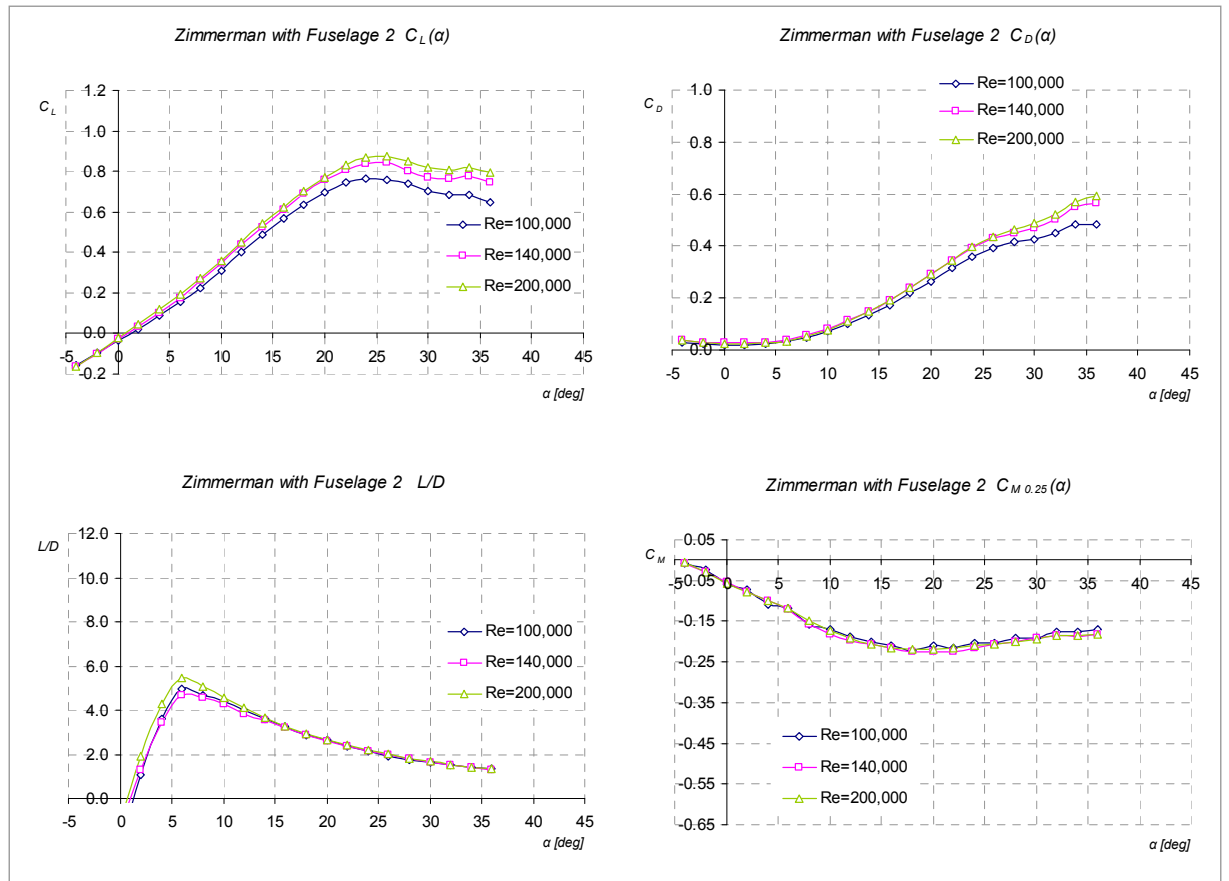 Zimmerman with Fuselage 2 C L (α)
C L
1.2
1.0
0.8
0.6
0.4
0.2
0.0
-0.2
-5 0 5 10 15 20 25 30 35 40 45
α [deg]
Re=100,000
Re=140,000
Re=200,000
Zimmerman with Fuselage 2 C D (α)
C D
1.0
0.8
0.6
0.4
0.2
0.0
-5 0 5 10 15 20 25 30 35 40 45
α [deg]
Re=100,000
Re=140,000
Re=200,000
Zimmerman with Fuselage 2 L/D
L/D
12.0
10.0
8.0
6.0
4.0
2.0
0.0
-5 0 5 10 15 20 25 30 35 40 45
α [deg]
Re=100,000
Re=140,000
Re=200,000
Zimmerman with Fuselage 2 C M 0.25 (α)
C M
0.05
-0.05
-0.15
-0.25
-0.35
-0.45
-0.55
-0.65
-5 0 5 10 15 20 25 30 35 40 45
α [deg]
Re=100,000
Re=140,000
Re=200,000